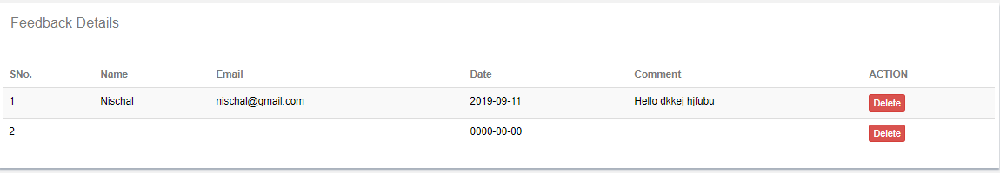 Feedback Details
SNo. Name Email Date Comment ACTION
1 Nischal nischal@gmail.com 2019-09-11 Hello dkkej hjfubu Delete
2 0000-00-00 Delete